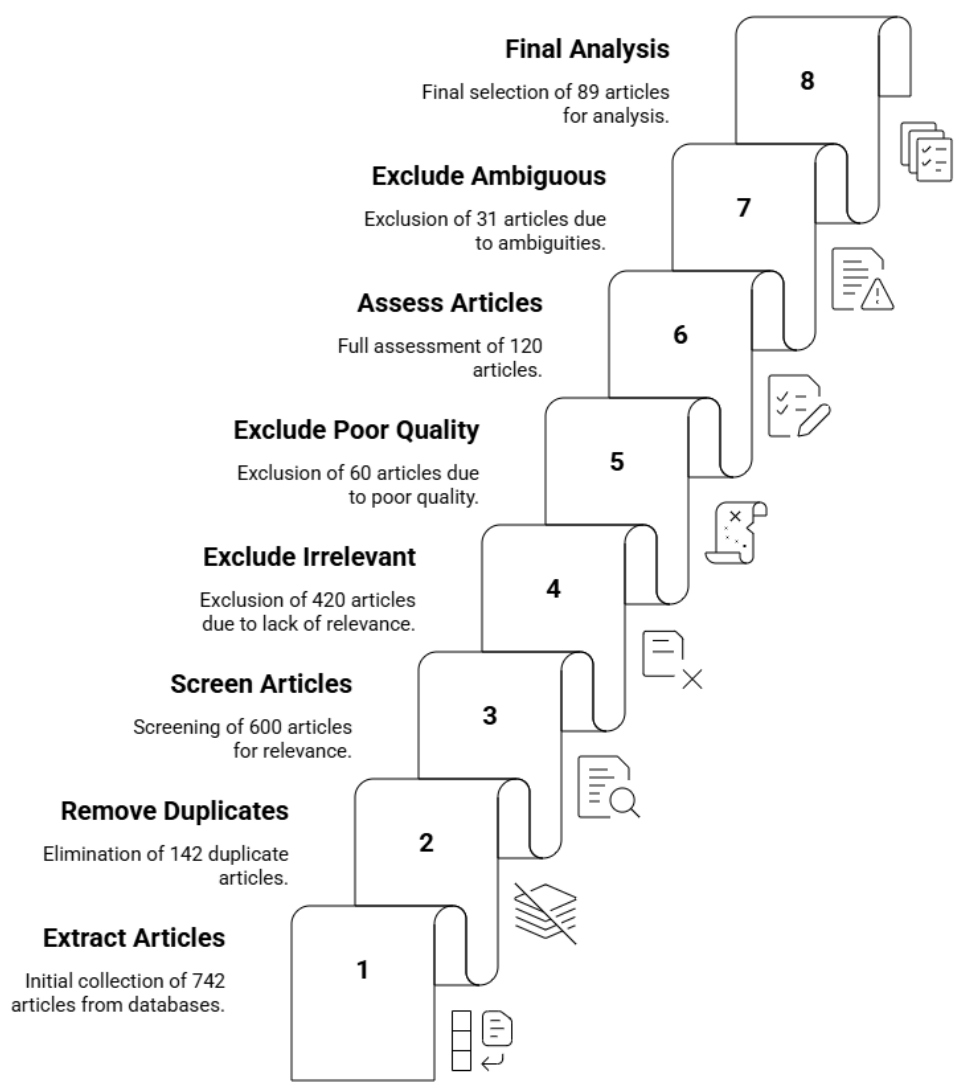 Final Analysis
Final selection of 89 articles
for analysis.
8
Exclude Ambiguous
Exclusion of 31 articles due
to ambiguities.
7
Assess Articles
Full assessment of 120
articles.
6
Exclude Poor Quality
Exclusion of 60 articles due
to poor quality.
5
Exclude Irrelevant
Exclusion of 420 articles
due to lack of relevance.
4
Screen Articles
Screening of 600 articles
for relevance.
3
Remove Duplicates
Elimination of 142 duplicate
articles.
2
Extract Articles
Initial collection of 742
articles from databases.
1